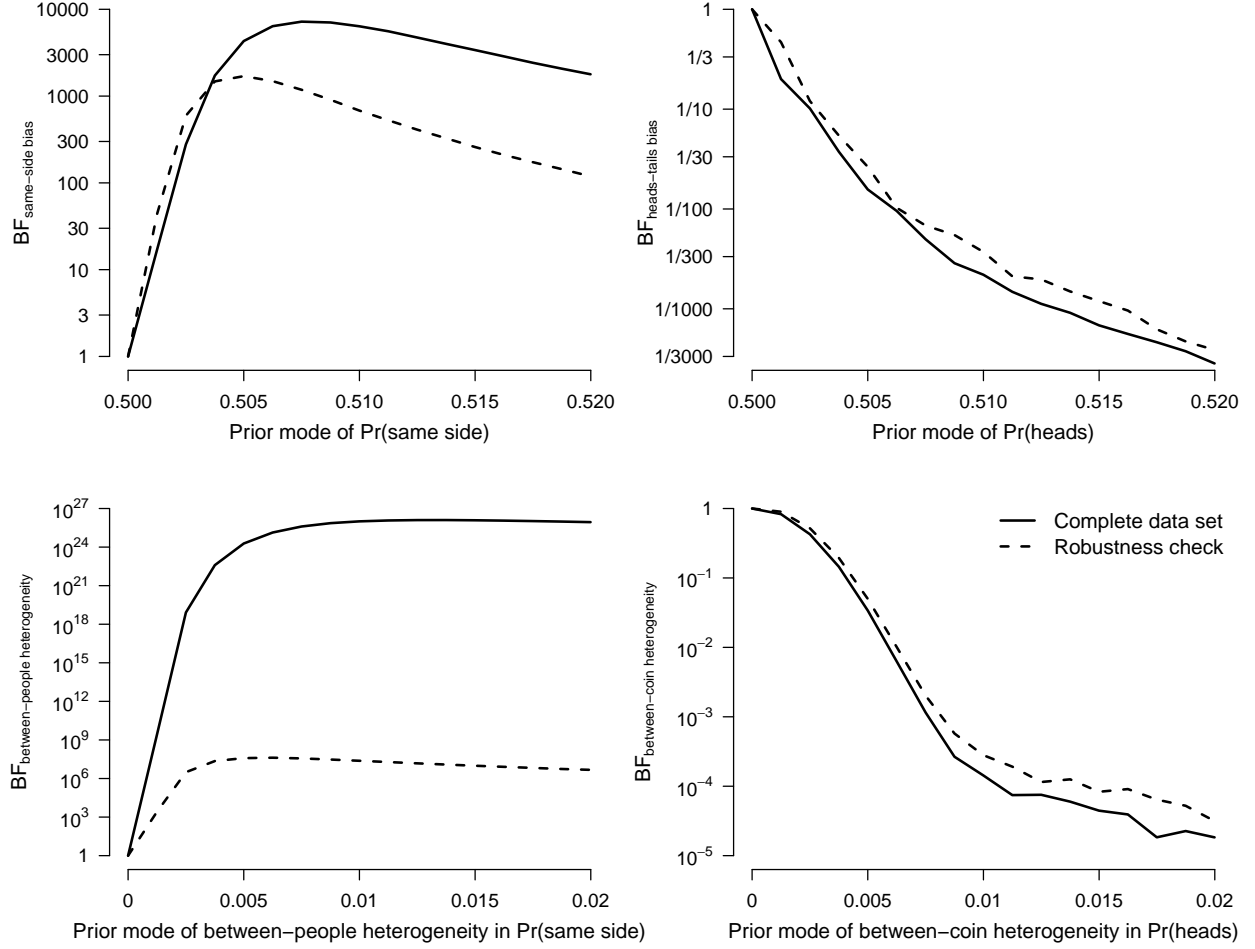 10000
3000
1000
300
100
30
10
3
1
BF same−side bias
0.500 0.505 0.510 0.515 0.520
Prior mode of Pr(same side)
1
1/3
1/10
1/30
1/100
1/300
1/1000
1/3000
BF heads−tails bias
0.500 0.505 0.510 0.515 0.520
Prior mode of Pr(heads)
10^27
10^24
10^21
10^18
10^15
10^12
10^9
10^6
10^3
1
BF between−people heterogeneity
0 0.005 0.01 0.015 0.02
Prior mode of between−people heterogeneity in Pr(same side)
1
10^−1
10^−2
10^−3
10^−4
10^−5
BF between−coin heterogeneity
Complete data set
Robustness check
0 0.005 0.01 0.015 0.02
Prior mode of between−coin heterogeneity in Pr(heads)